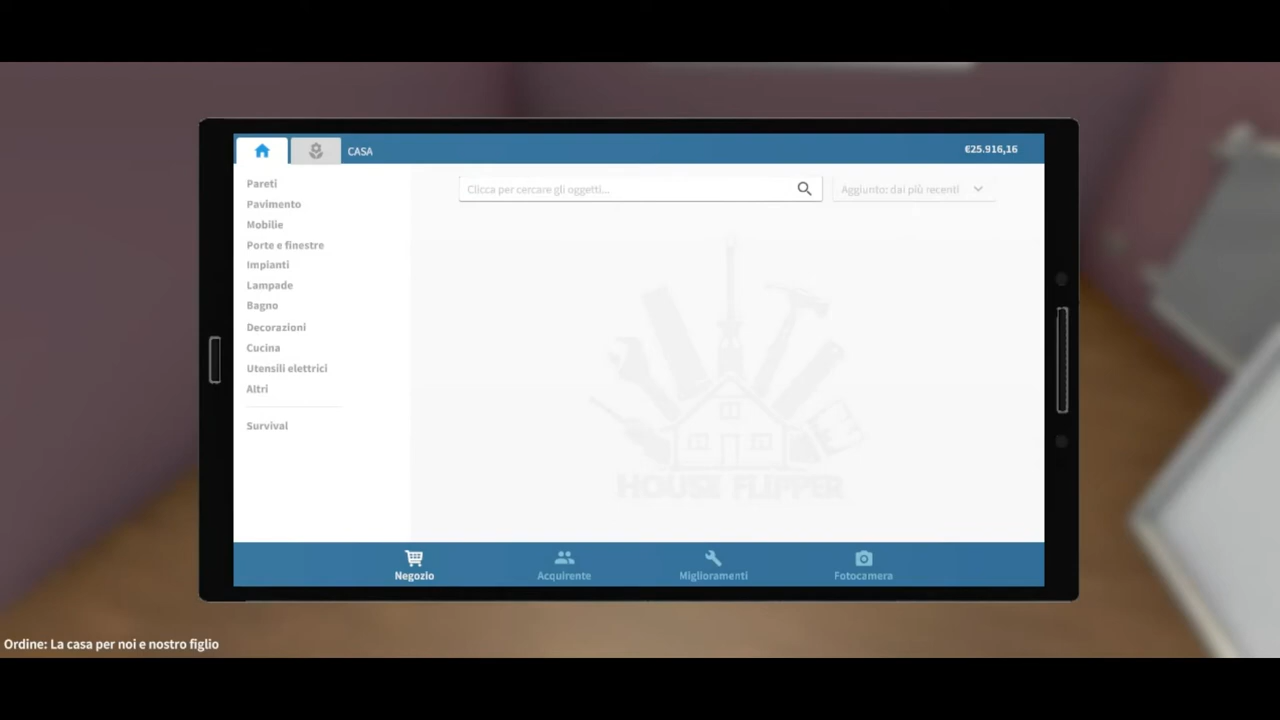 CASA
€25.916,16
Pareti
Pavimento
Mobilie
Porte e finestre
Impianti
Lampade
Bagno
Decorazioni
Cucina
Utensili elettrici
Altri
Survival
Clicca per cercare gli oggetti...
Aggiunto: dai più recenti
HOUSE FLIPPER
Negozio
Acquirente
Miglioramenti
Fotocamera
Ordine: La casa per noi e nostro figlio